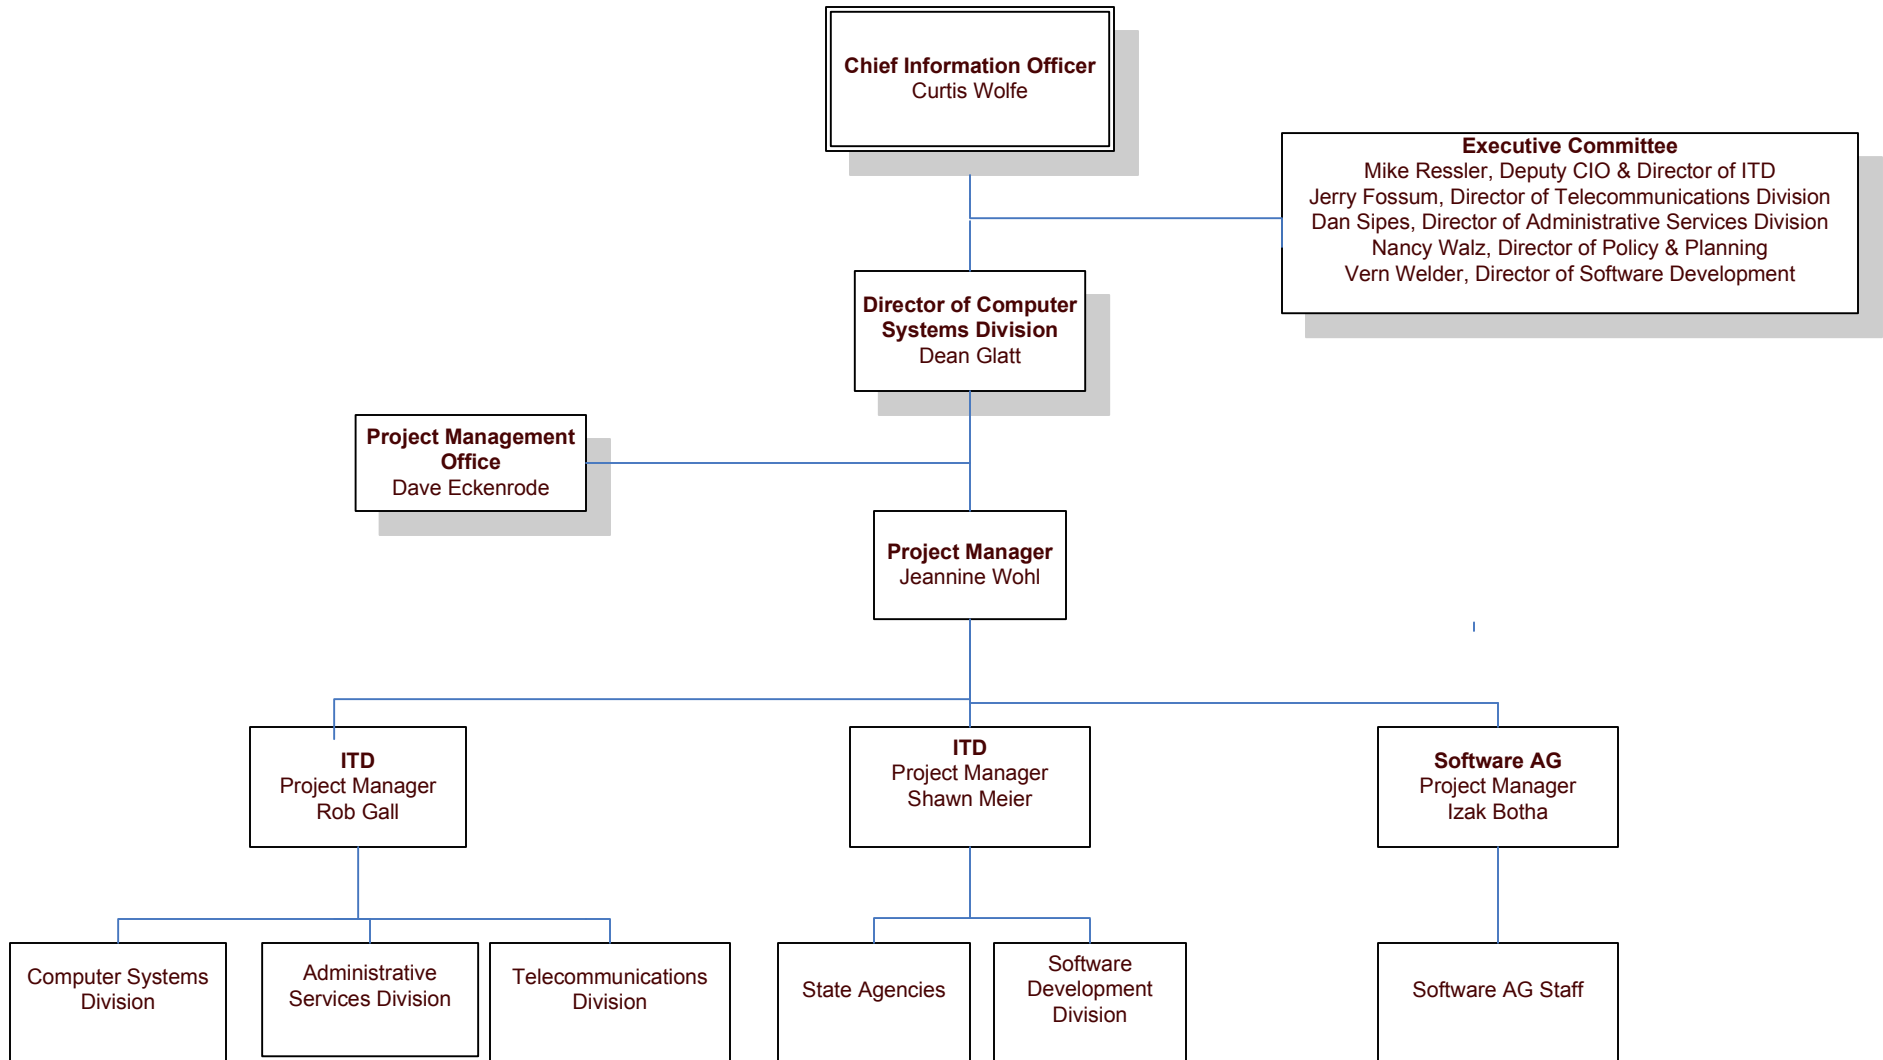 Chief Information Officer
Curtis Wolfe
Executive Committee
Mike Ressler, Deputy CIO & Director of ITD
Jerry Fossum, Director of Telecommunications Division
Dan Sipes, Director of Administrative Services Division
Nancy Walz, Director of Policy & Planning
Vern Welder, Director of Software Development
Director of Computer
Systems Division
Dean Glatt
Project Management
Office
Dave Eckenrode
Project Manager
Jeannine Wohl
ITD
Project Manager
Rob Gall
ITD
Project Manager
Shawn Meier
Software AG
Project Manager
Izak Botha
Computer Systems
Division
Administrative
Services Division
Telecommunications
Division
State Agencies
Software
Development
Division
Software AG Staff